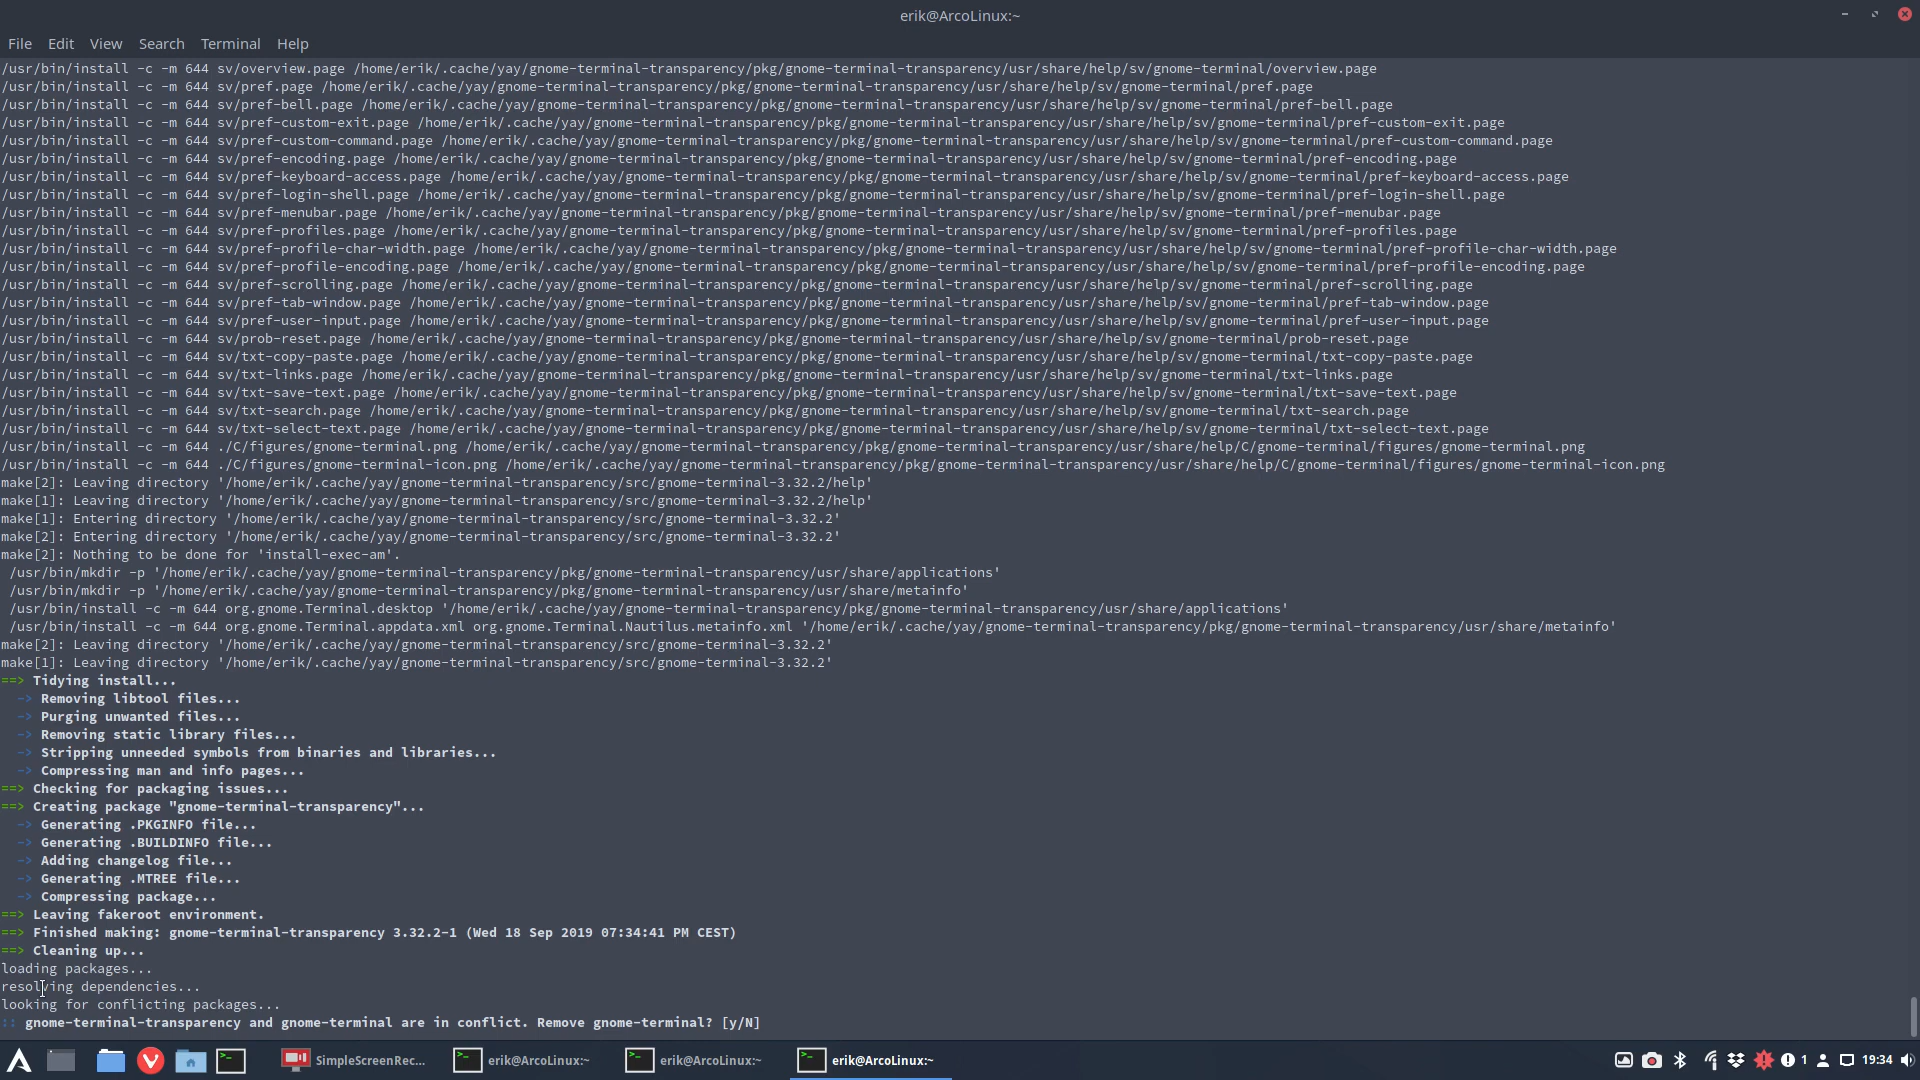 erik@ArcoLinux:~
File Edit View Search Terminal Help
/usr/bin/install -c -m 644 sv/overview.page /home/erik/.cache/yay/gnome-terminal-transparency/pkg/gnome-terminal-transparency/usr/share/help/sv/gnome-terminal/overview.page
/usr/bin/install -c -m 644 sv/pref.page /home/erik/.cache/yay/gnome-terminal-transparency/pkg/gnome-terminal-transparency/usr/share/help/sv/gnome-terminal/pref.page
/usr/bin/install -c -m 644 sv/pref-bell.page /home/erik/.cache/yay/gnome-terminal-transparency/pkg/gnome-terminal-transparency/usr/share/help/sv/gnome-terminal/pref-bell.page
/usr/bin/install -c -m 644 sv/pref-custom-exit.page /home/erik/.cache/yay/gnome-terminal-transparency/pkg/gnome-terminal-transparency/usr/share/help/sv/gnome-terminal/pref-custom-exit.page
/usr/bin/install -c -m 644 sv/pref-custom-command.page /home/erik/.cache/yay/gnome-terminal-transparency/pkg/gnome-terminal-transparency/usr/share/help/sv/gnome-terminal/pref-custom-command.page
/usr/bin/install -c -m 644 sv/pref-encoding.page /home/erik/.cache/yay/gnome-terminal-transparency/pkg/gnome-terminal-transparency/usr/share/help/sv/gnome-terminal/pref-encoding.page
/usr/bin/install -c -m 644 sv/pref-keyboard-access.page /home/erik/.cache/yay/gnome-terminal-transparency/pkg/gnome-terminal-transparency/usr/share/help/sv/gnome-terminal/pref-keyboard-access.page
/usr/bin/install -c -m 644 sv/pref-login-shell.page /home/erik/.cache/yay/gnome-terminal-transparency/pkg/gnome-terminal-transparency/usr/share/help/sv/gnome-terminal/pref-login-shell.page
/usr/bin/install -c -m 644 sv/pref-menubar.page /home/erik/.cache/yay/gnome-terminal-transparency/pkg/gnome-terminal-transparency/usr/share/help/sv/gnome-terminal/pref-menubar.page
/usr/bin/install -c -m 644 sv/pref-profiles.page /home/erik/.cache/yay/gnome-terminal-transparency/pkg/gnome-terminal-transparency/usr/share/help/sv/gnome-terminal/pref-profiles.page
/usr/bin/install -c -m 644 sv/pref-profile-char-width.page /home/erik/.cache/yay/gnome-terminal-transparency/pkg/gnome-terminal-transparency/usr/share/help/sv/gnome-terminal/pref-profile-char-width.page
/usr/bin/install -c -m 644 sv/pref-profile-encoding.page /home/erik/.cache/yay/gnome-terminal-transparency/pkg/gnome-terminal-transparency/usr/share/help/sv/gnome-terminal/pref-profile-encoding.page
/usr/bin/install -c -m 644 sv/pref-scrolling.page /home/erik/.cache/yay/gnome-terminal-transparency/pkg/gnome-terminal-transparency/usr/share/help/sv/gnome-terminal/pref-scrolling.page
/usr/bin/install -c -m 644 sv/pref-tab-window.page /home/erik/.cache/yay/gnome-terminal-transparency/pkg/gnome-terminal-transparency/usr/share/help/sv/gnome-terminal/pref-tab-window.page
/usr/bin/install -c -m 644 sv/pref-user-input.page /home/erik/.cache/yay/gnome-terminal-transparency/pkg/gnome-terminal-transparency/usr/share/help/sv/gnome-terminal/pref-user-input.page
/usr/bin/install -c -m 644 sv/prob-reset.page /home/erik/.cache/yay/gnome-terminal-transparency/pkg/gnome-terminal-transparency/usr/share/help/sv/gnome-terminal/prob-reset.page
/usr/bin/install -c -m 644 sv/txt-copy-paste.page /home/erik/.cache/yay/gnome-terminal-transparency/pkg/gnome-terminal-transparency/usr/share/help/sv/gnome-terminal/txt-copy-paste.page
/usr/bin/install -c -m 644 sv/txt-links.page /home/erik/.cache/yay/gnome-terminal-transparency/pkg/gnome-terminal-transparency/usr/share/help/sv/gnome-terminal/txt-links.page
/usr/bin/install -c -m 644 sv/txt-save-text.page /home/erik/.cache/yay/gnome-terminal-transparency/pkg/gnome-terminal-transparency/usr/share/help/sv/gnome-terminal/txt-save-text.page
/usr/bin/install -c -m 644 sv/txt-search.page /home/erik/.cache/yay/gnome-terminal-transparency/pkg/gnome-terminal-transparency/usr/share/help/sv/gnome-terminal/txt-search.page
/usr/bin/install -c -m 644 sv/txt-select-text.page /home/erik/.cache/yay/gnome-terminal-transparency/pkg/gnome-terminal-transparency/usr/share/help/sv/gnome-terminal/txt-select-text.page
/usr/bin/install -c -m 644 ./C/figures/gnome-terminal.png /home/erik/.cache/yay/gnome-terminal-transparency/pkg/gnome-terminal-transparency/usr/share/help/C/gnome-terminal/figures/gnome-terminal.png
/usr/bin/install -c -m 644 ./C/figures/gnome-terminal-icon.png /home/erik/.cache/yay/gnome-terminal-transparency/pkg/gnome-terminal-transparency/usr/share/help/C/gnome-terminal/figures/gnome-terminal-icon.png
make[2]: Leaving directory '/home/erik/.cache/yay/gnome-terminal-transparency/src/gnome-terminal-3.32.2/help'
make[1]: Leaving directory '/home/erik/.cache/yay/gnome-terminal-transparency/src/gnome-terminal-3.32.2/help'
make[1]: Entering directory '/home/erik/.cache/yay/gnome-terminal-transparency/src/gnome-terminal-3.32.2'
make[2]: Entering directory '/home/erik/.cache/yay/gnome-terminal-transparency/src/gnome-terminal-3.32.2'
make[2]: Nothing to be done for 'install-exec-am'.
/usr/bin/mkdir -p '/home/erik/.cache/yay/gnome-terminal-transparency/pkg/gnome-terminal-transparency/usr/share/applications'
/usr/bin/mkdir -p '/home/erik/.cache/yay/gnome-terminal-transparency/pkg/gnome-terminal-transparency/usr/share/metainfo'
/usr/bin/install -c -m 644 org.gnome.Terminal.desktop '/home/erik/.cache/yay/gnome-terminal-transparency/pkg/gnome-terminal-transparency/usr/share/applications'
/usr/bin/install -c -m 644 org.gnome.Terminal.appdata.xml org.gnome.Terminal.Nautilus.metainfo.xml '/home/erik/.cache/yay/gnome-terminal-transparency/pkg/gnome-terminal-transparency/usr/share/metainfo'
make[2]: Leaving directory '/home/erik/.cache/yay/gnome-terminal-transparency/src/gnome-terminal-3.32.2'
make[1]: Leaving directory '/home/erik/.cache/yay/gnome-terminal-transparency/src/gnome-terminal-3.32.2'
==> Tidying install...
-> Removing libtool files...
-> Purging unwanted files...
-> Removing static library files...
-> Stripping unneeded symbols from binaries and libraries...
-> Compressing man and info pages...
==> Checking for packaging issues...
==> Creating package "gnome-terminal-transparency"...
-> Generating .PKGINFO file...
-> Generating .BUILDINFO file...
-> Adding changelog file...
-> Generating .MTREE file...
-> Compressing package...
==> Leaving fakeroot environment.
==> Finished making: gnome-terminal-transparency 3.32.2-1 (Wed 18 Sep 2019 07:34:41 PM CEST)
==> Cleaning up...
loading packages...
resolving dependencies...
looking for conflicting packages...
:: gnome-terminal-transparency and gnome-terminal are in conflict. Remove gnome-terminal? [y/N]
SimpleScreenRec... erik@ArcoLinux:~ erik@ArcoLinux:~ erik@ArcoLinux:~ 1 19:34